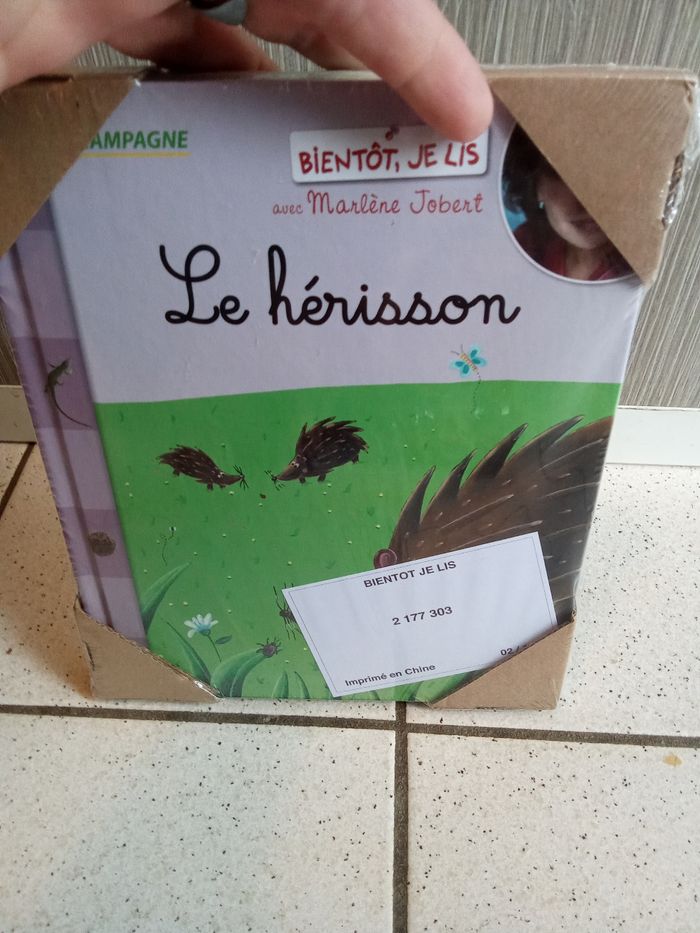 AMPAGNE
BIENTÔT, JE LIS
avec Marlène Jobert
Le hérisson
BIENTOT JE LIS
2 177 303
Imprimé en Chine
02 /